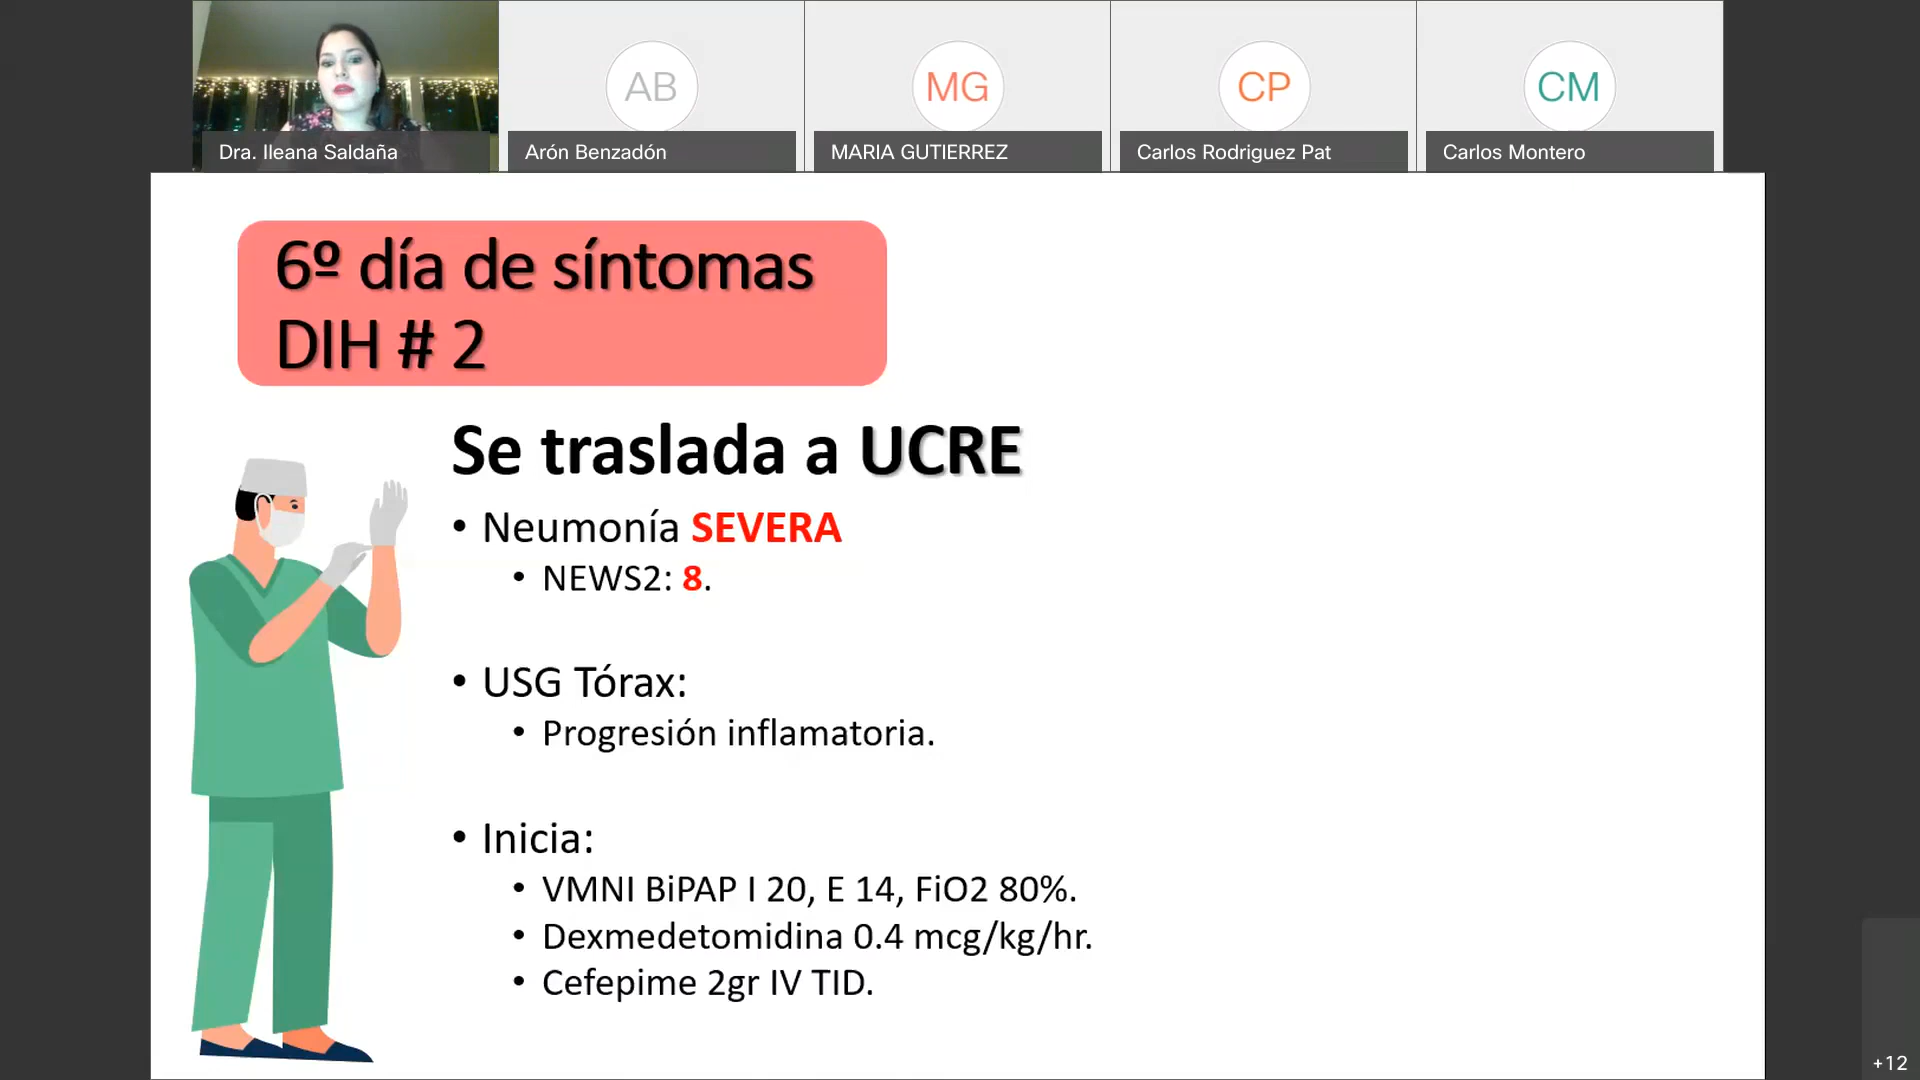 AB
MG
CP
CM
Dra. Ileana Saldaña
Arón Benzadón
MARIA GUTIERREZ
Carlos Rodriguez Pat
Carlos Montero
6º día de síntomas
DIH # 2
Se traslada a UCRE
• Neumonía SEVERA
• NEWS2: 8.
• USG Tórax:
• Progresión inflamatoria.
• Inicia:
• VMNI BiPAP I 20, E 14, FiO2 80%.
• Dexmedetomidina 0.4 mcg/kg/hr.
• Cefepime 2gr IV TID.
+12